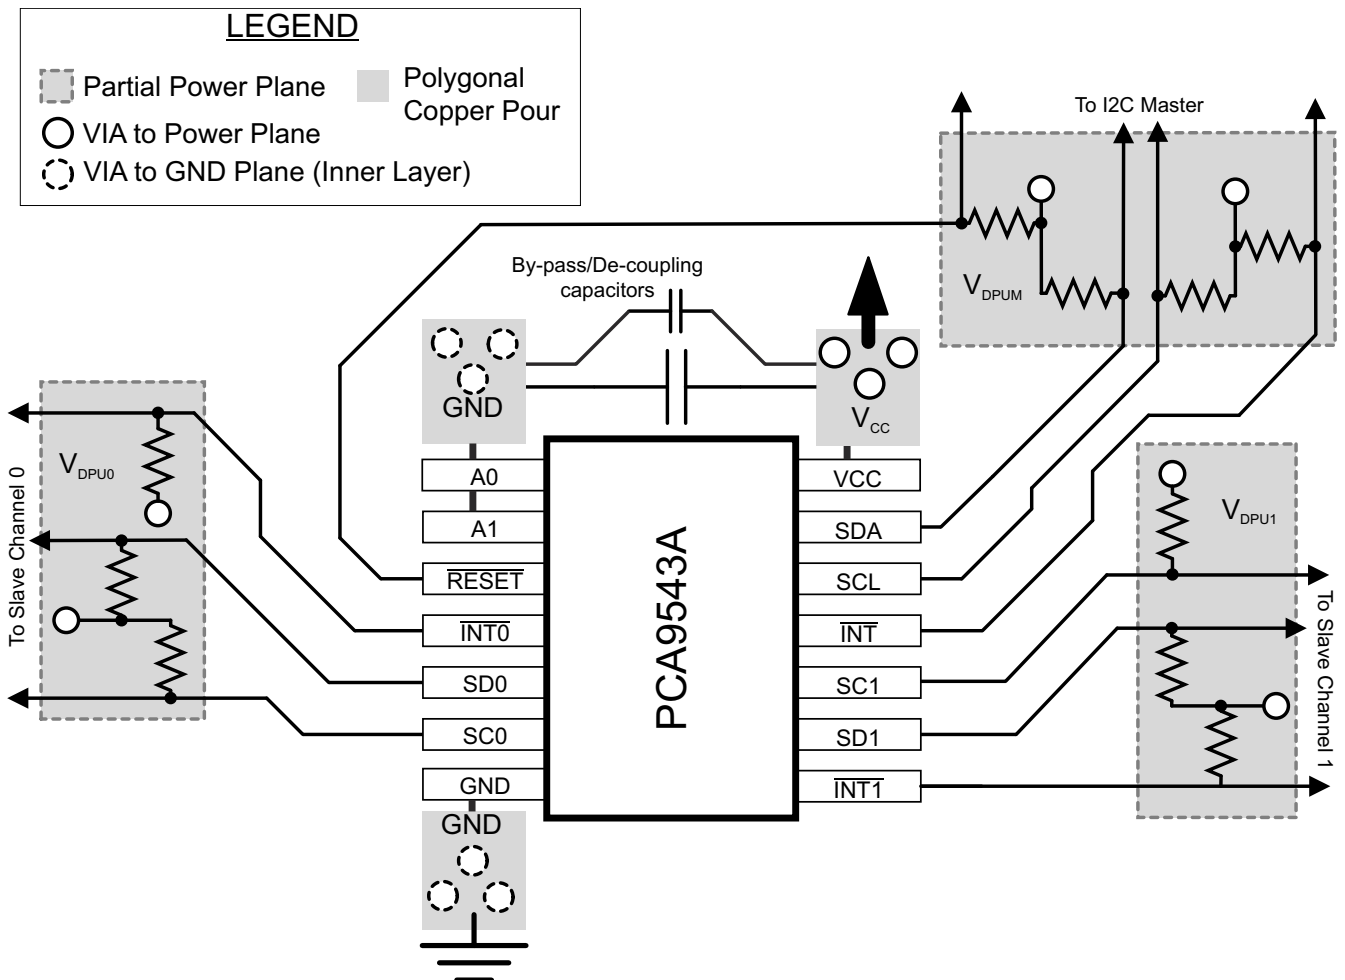 LEGEND
Partial Power Plane
Polygonal
Copper Pour
VIA to Power Plane
VIA to GND Plane (Inner Layer)
To I2C Master
By-pass/De-coupling
capacitors
VDPUM
GND
VCC
VDPU0
To Slave Channel 0
A0
A1
RESET
INT0
SD0
SC0
GND
GND
PCA9543A
VCC
SDA
SCL
INT
SC1
SD1
INT1
VDPU1
To Slave Channel 1